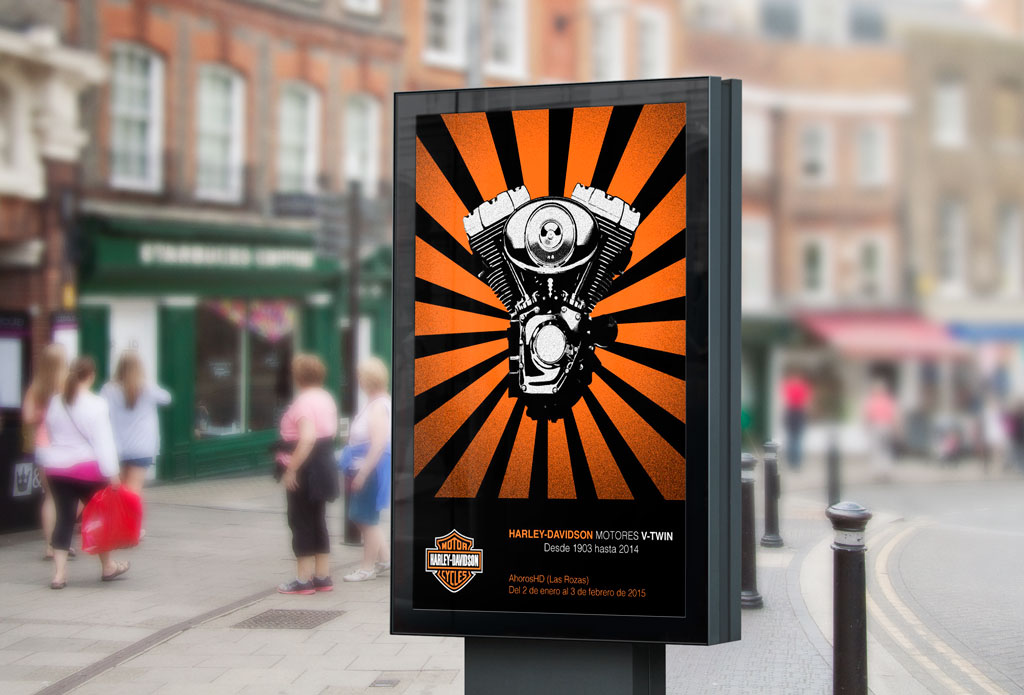 STARBUCKS COFFEE
HARLEY-DAVIDSON MOTORES V-TWIN
Desde 1903 hasta 2014
MOTOR
HARLEY-DAVIDSON
CYCLES
AhorosHD (Las Rozas)
Del 2 de enero al 3 de febrero de 2015